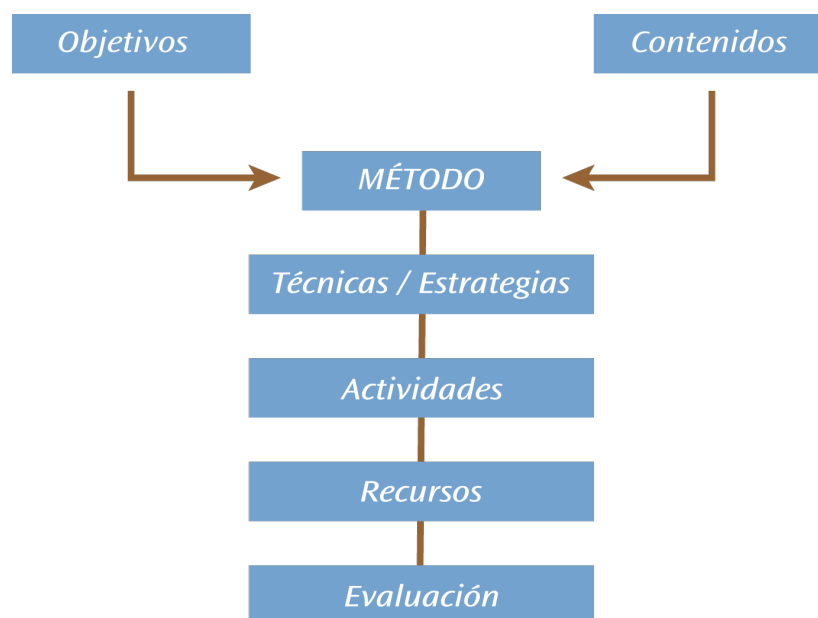 Objetivos
Contenidos
MÉTODO
Técnicas / Estrategias
Actividades
Recursos
Evaluación